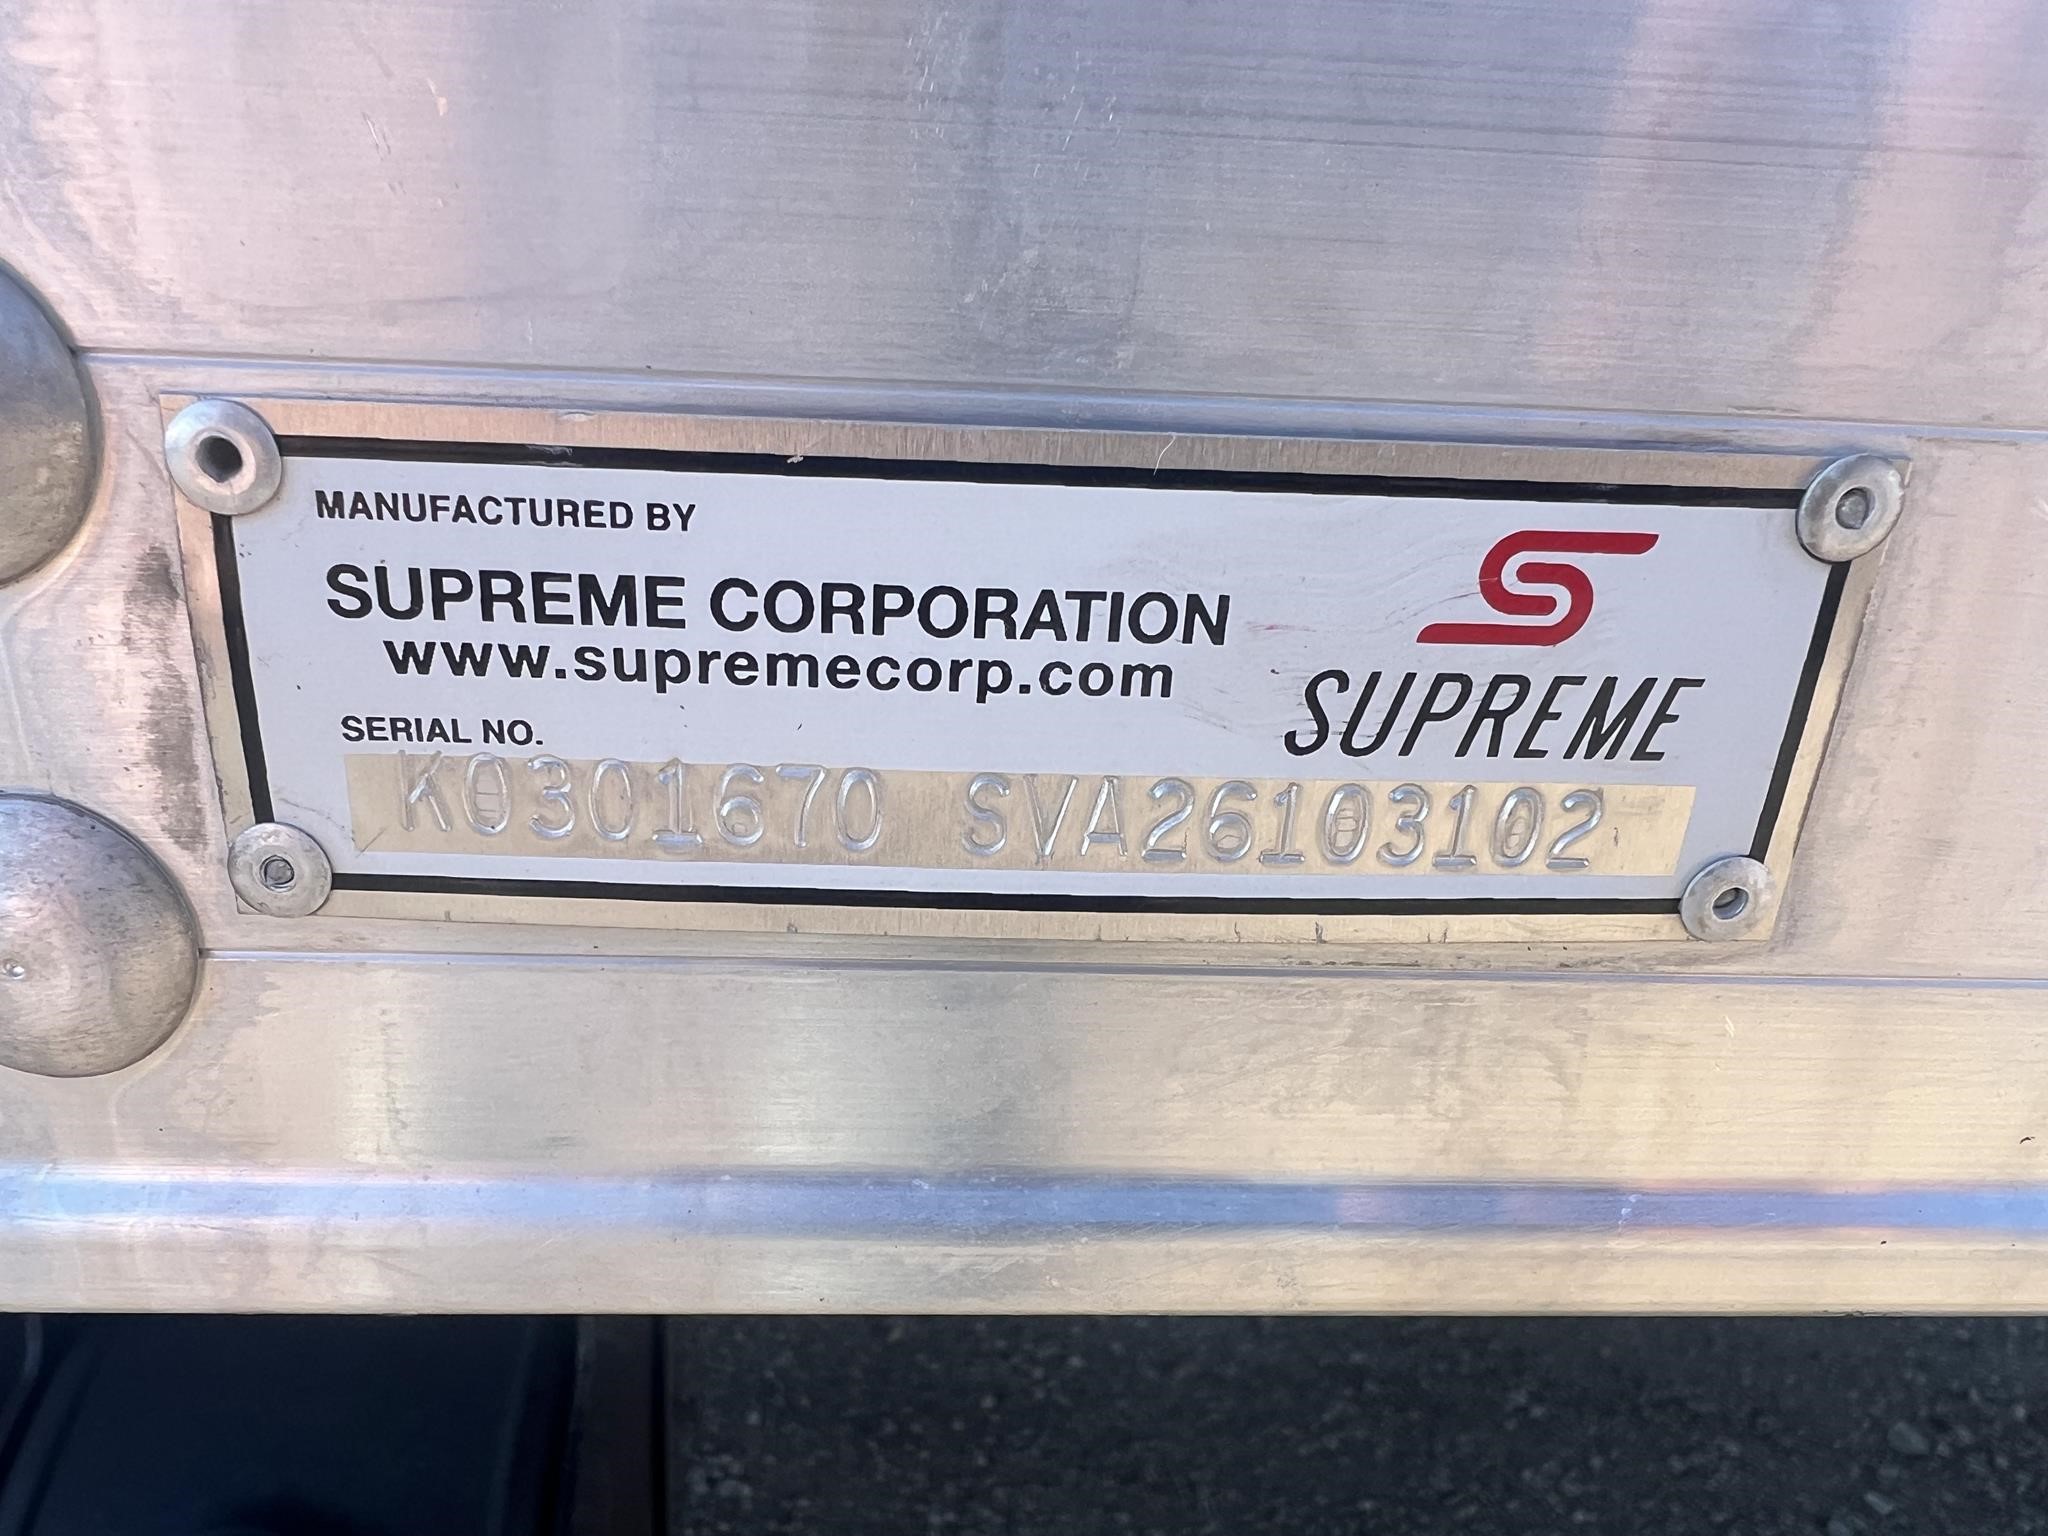 MANUFACTURED BY
SUPREME CORPORATION
www.supremecorp.com
SUPREME
SERIAL NO.
K0301670 SVA26103102